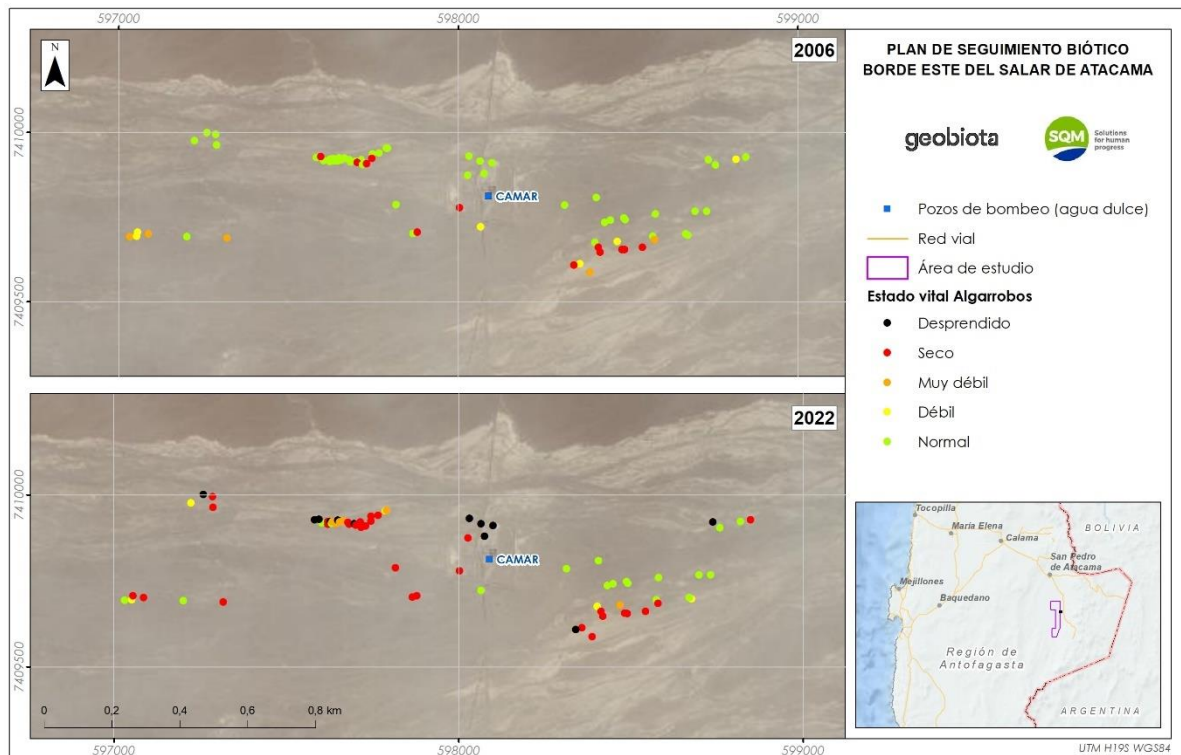 597000
598000
599000
N
2006
7410000
CAMAR
7409500
2022
7410000
CAMAR
7409500
0
0,2
0,4
0,6
0,8 km
597000
598000
599000
PLAN DE SEGUIMIENTO BIÓTICO
BORDE ESTE DEL SALAR DE ATACAMA
geobiota
SQM
Solutions
for human
progress
Pozos de bombeo (agua dulce)
Red vial
Área de estudio
Estado vital Algarrobos
Desprendido
Seco
Muy débil
Débil
Normal
Tocopilla
María Elena
BOLIVIA
Calama
San Pedro
de Atacama
Mejillones
Baquedano
Región de
Antofagasta
ARGENTINA
UTM H19S WGS84